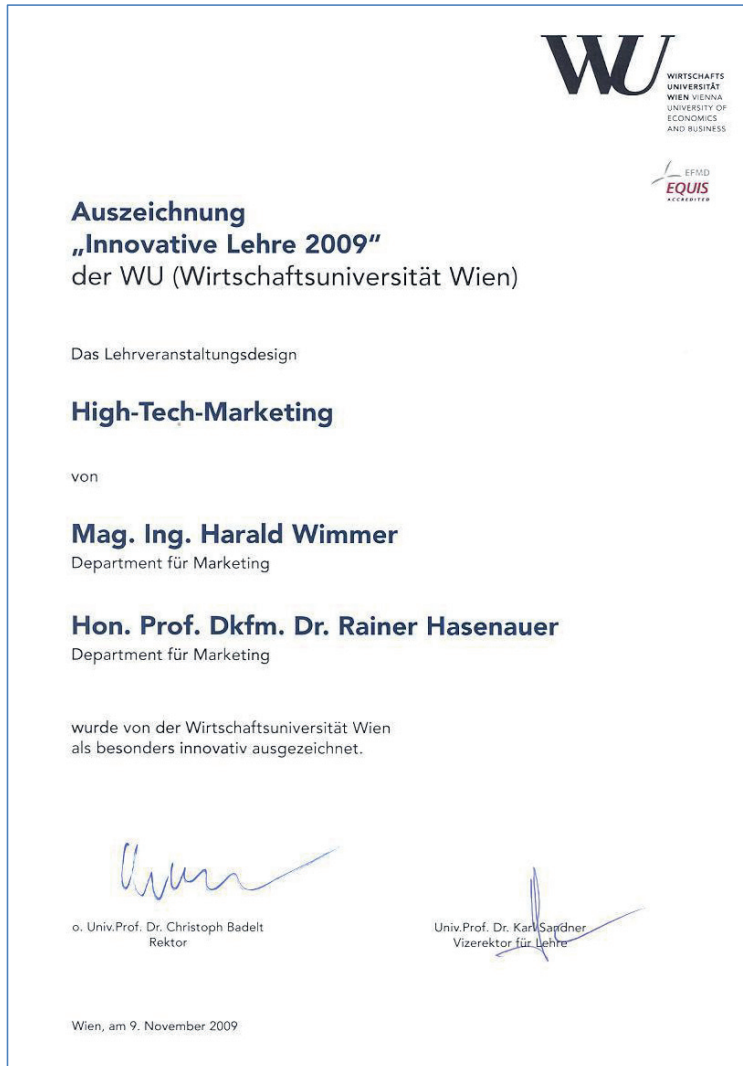 WU
WIRTSCHAFTS
UNIVERSITÄT
WIEN VIENNA
UNIVERSITY OF
ECONOMICS
AND BUSINESS
EFMD
EQUIS
ACCREDITED
Auszeichnung
„Innovative Lehre 2009“
der WU (Wirtschaftsuniversität Wien)
Das Lehrveranstaltungsdesign
High-Tech-Marketing
von
Mag. Ing. Harald Wimmer
Department für Marketing
Hon. Prof. Dkfm. Dr. Rainer Hasenauer
Department für Marketing
wurde von der Wirtschaftsuniversität Wien
als besonders innovativ ausgezeichnet.
o. Univ.Prof. Dr. Christoph Badelt
Rektor
Univ.Prof. Dr. Karl Sandner
Vizerektor für Lehre
Wien, am 9. November 2009